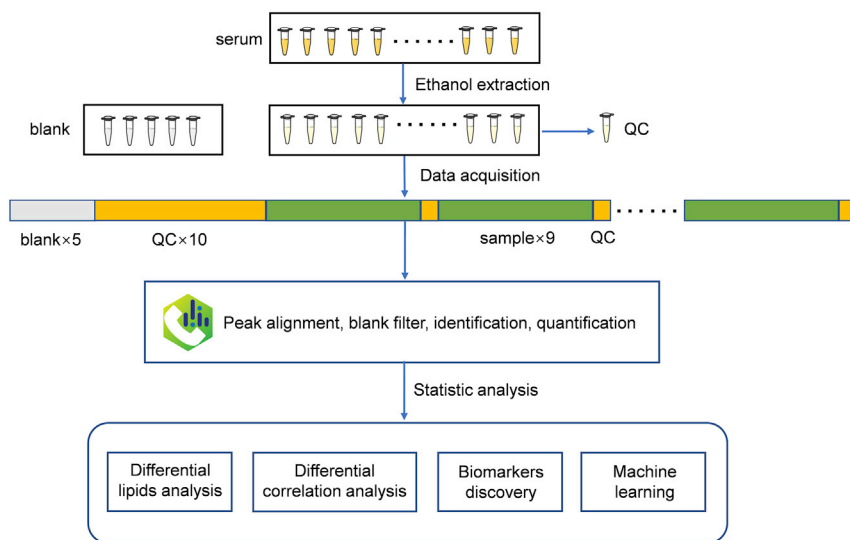 serum
Ethanol extraction
blank
QC
Data acquisition
blank×5
QC×10
sample×9
QC
Peak alignment, blank filter, identification, quantification
Statistic analysis
Differential
lipids analysis
Differential
correlation analysis
Biomarkers
discovery
Machine
learning